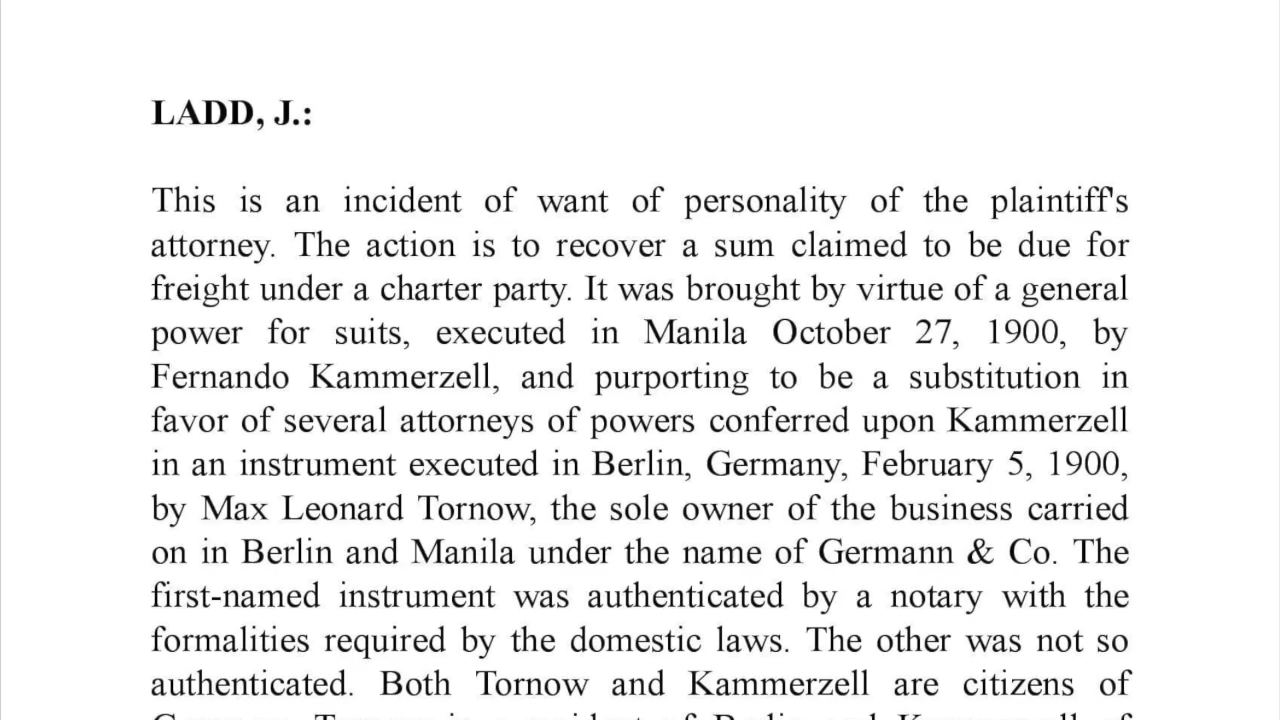 LADD, J.:
This is an incident of want of personality of the plaintiff's
attorney. The action is to recover a sum claimed to be due for
freight under a charter party. It was brought by virtue of a general
power for suits, executed in Manila October 27, 1900, by
Fernando Kammerzell, and purporting to be a substitution in
favor of several attorneys of powers conferred upon Kammerzell
in an instrument executed in Berlin, Germany, February 5, 1900,
by Max Leonard Tornow, the sole owner of the business carried
on in Berlin and Manila under the name of Germann & Co. The
first-named instrument was authenticated by a notary with the
formalities required by the domestic laws. The other was not so
authenticated. Both Tornow and Kammerzell are citizens of